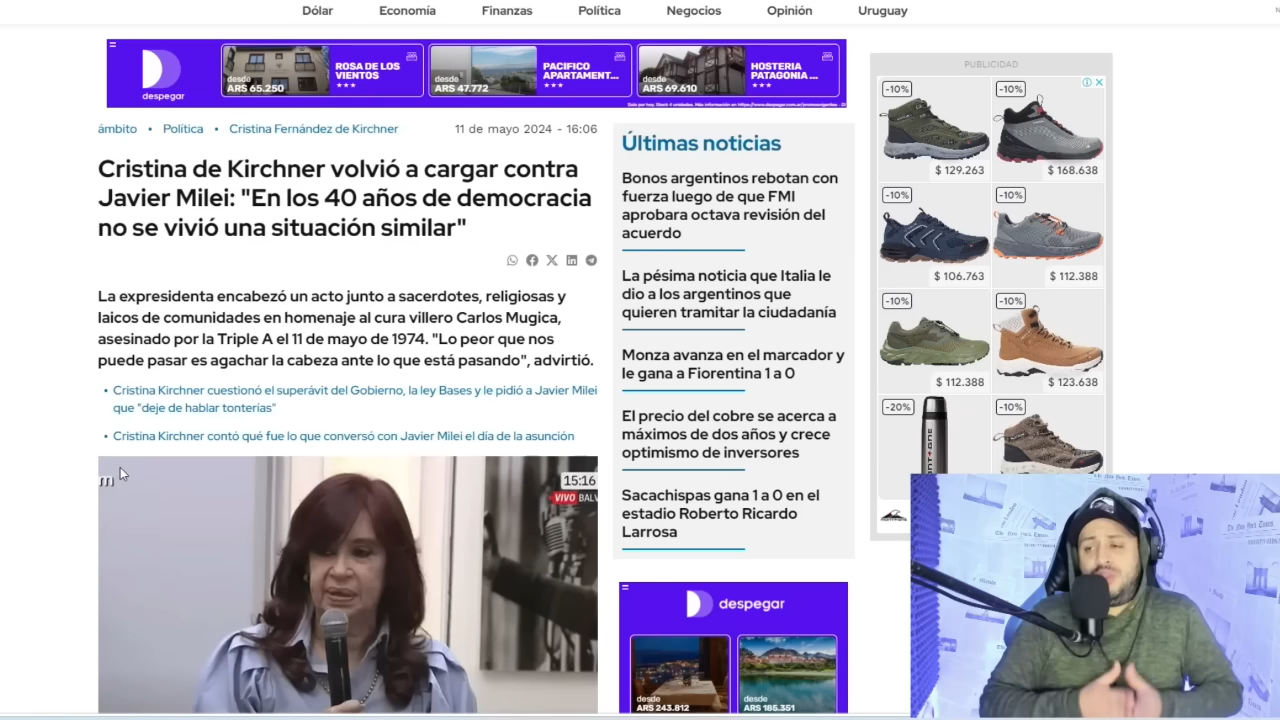 Dólar
Economía
Finanzas
Política
Negocios
Opinión
Uruguay
despegar
desde
ARS 65.250
ROSA DE LOS
VIENTOS
desde
ARS 47.772
PACIFICO
APARTAMENT...
desde
ARS 69.610
HOSTERIA
PATAGONIA ...
ámbito • Política • Cristina Fernández de Kirchner
11 de mayo 2024 - 16:06
Cristina de Kirchner volvió a cargar contra
Javier Milei: "En los 40 años de democracia
no se vivió una situación similar"
La expresidenta encabezó un acto junto a sacerdotes, religiosas y
laicos de comunidades en homenaje al cura villero Carlos Mugica,
asesinado por la Triple A el 11 de mayo de 1974. "Lo peor que nos
puede pasar es agachar la cabeza ante lo que está pasando", advirtió.
• Cristina Kirchner cuestionó el superávit del Gobierno, la ley Bases y le pidió a Javier Milei
que "deje de hablar tonterías"
• Cristina Kirchner contó qué fue lo que conversó con Javier Milei el día de la asunción
m
15:16
VIVO BALV
Últimas noticias
Bonos argentinos rebotan con
fuerza luego de que FMI
aprobara octava revisión del
acuerdo
La pésima noticia que Italia le
dio a los argentinos que
quieren tramitar la ciudadanía
Monza avanza en el marcador y
le gana a Fiorentina 1 a 0
El precio del cobre se acerca a
máximos de dos años y crece
optimismo de inversores
Sacachispas gana 1 a 0 en el
estadio Roberto Ricardo
Larrosa
despegar
desde
ARS 243.812
desde
ARS 185.351
PUBLICIDAD
-10%
-10%
$ 129.263
$ 168.638
-10%
-10%
$ 106.763
$ 112.388
-10%
-10%
$ 112.388
$ 123.638
-20%
-10%